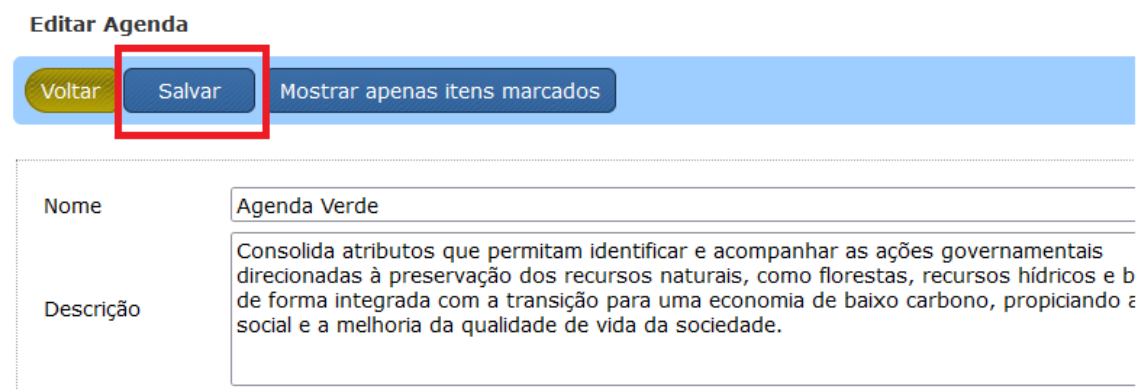 Editar Agenda
Voltar Salvar Mostrar apenas itens marcados
Nome Agenda Verde
Descrição
Consolida atributos que permitam identificar e acompanhar as ações governamentais
direcionadas à preservação dos recursos naturais, como florestas, recursos hídricos e
de forma integrada com a transição para uma economia de baixo carbono, propiciando
social e a melhoria da qualidade de vida da sociedade.